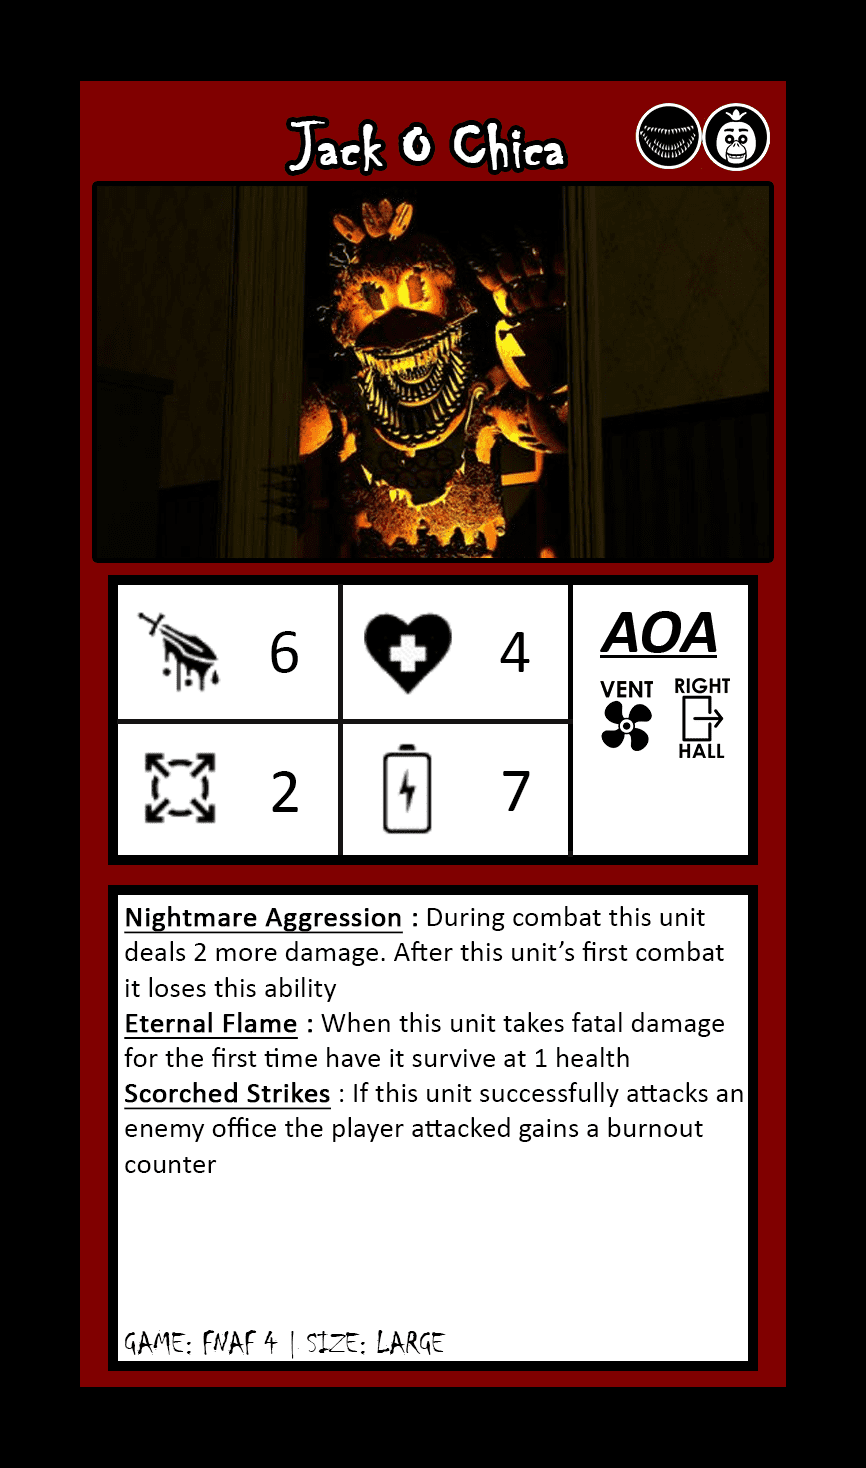 Jack O Chica
6
4
AOA
VENT
RIGHT
HALL
2
7
Nightmare Aggression : During combat this unit
deals 2 more damage. After this unit’s first combat
it loses this ability
Eternal Flame : When this unit takes fatal damage
for the first time have it survive at 1 health
Scorched Strikes : If this unit successfully attacks an
enemy office the player attacked gains a burnout
counter
GAME: FNAF 4 | SIZE: LARGE